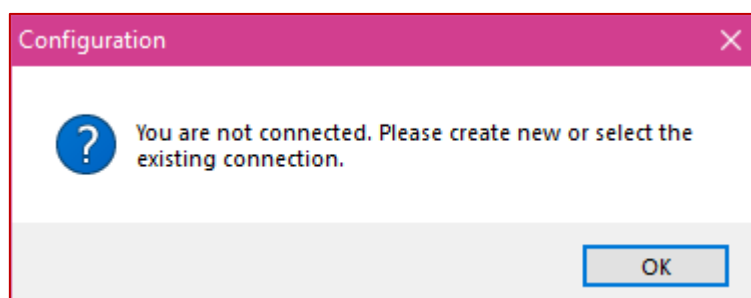 Configuration
You are not connected. Please create new or select the
existing connection.
OK